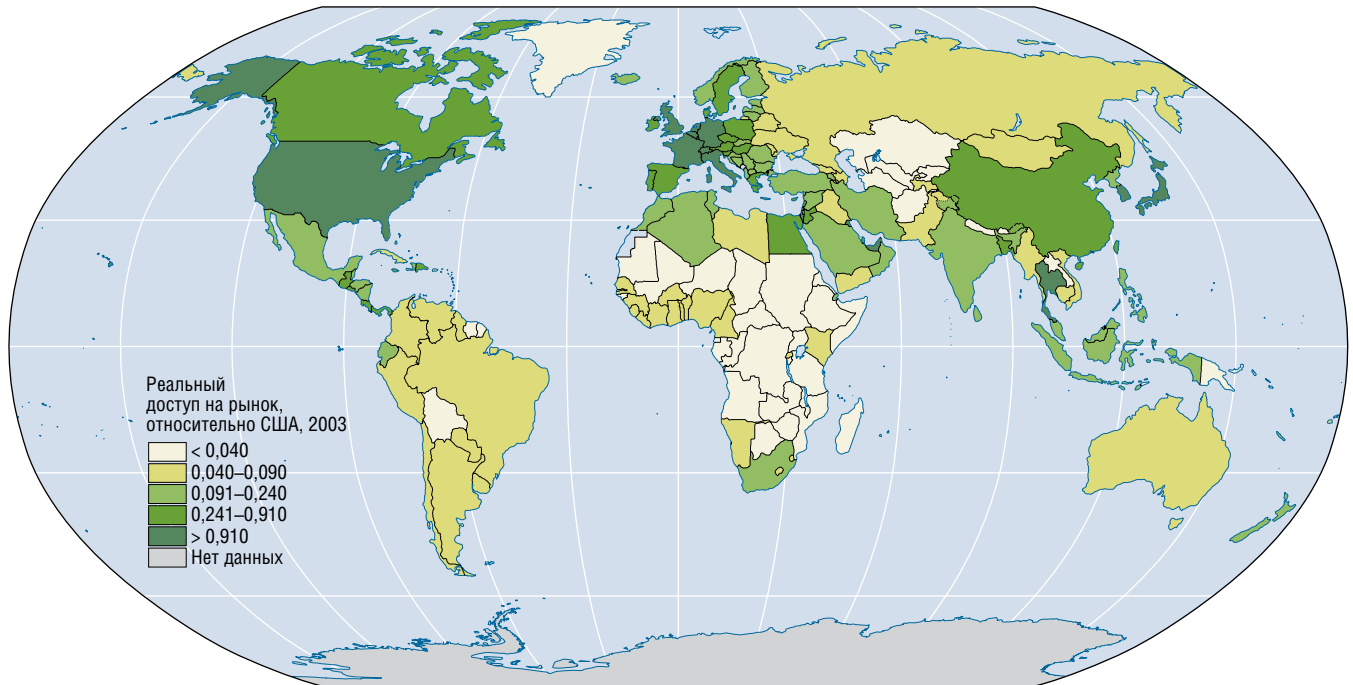 Реальный
доступ на рынок,
относительно США, 2003
< 0,040
0,040–0,090
0,091–0,240
0,241–0,910
> 0,910
Нет данных